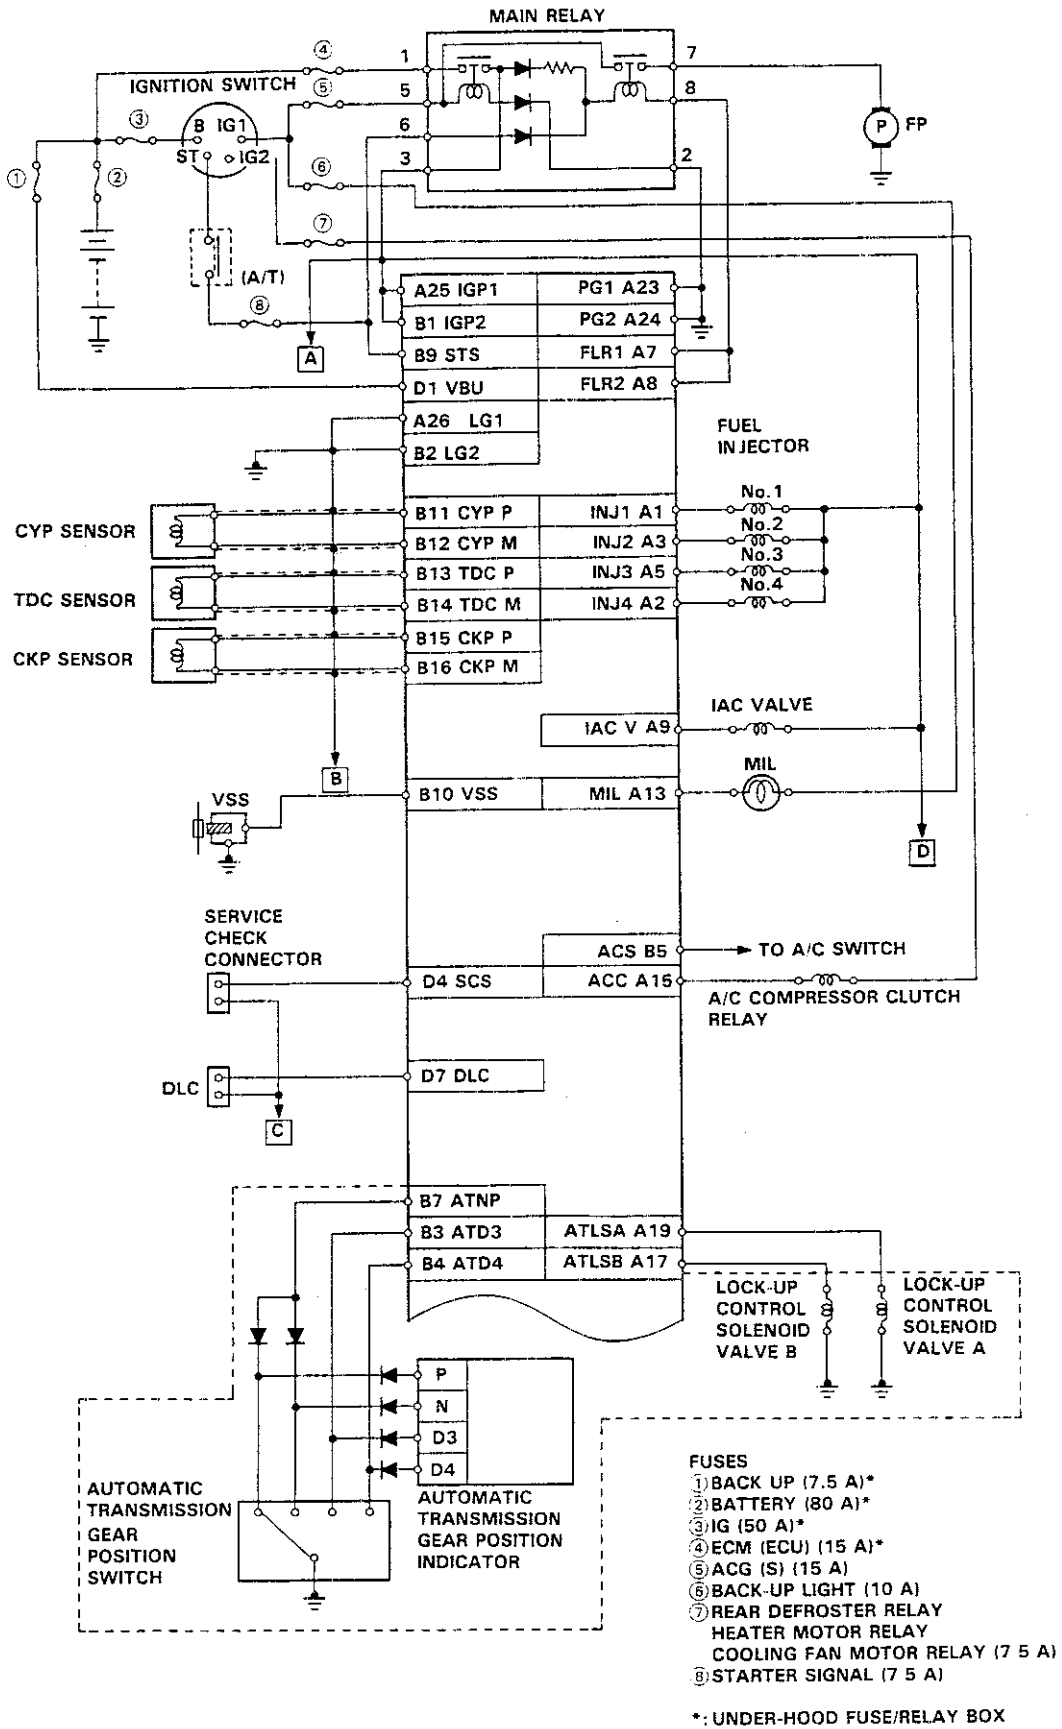 MAIN RELAY
④
1
7
IGNITION SWITCH
⑤
5
8
③
B IG1
6
P FP
ST IG2
3
2
①
②
⑥
⑦
(A/T)
⑧
A
A25 IGP1
PG1 A23
B1 IGP2
PG2 A24
B9 STS
FLR1 A7
D1 VBU
FLR2 A8
A26 LG1
B2 LG2
FUEL
INJECTOR
CYP SENSOR
B11 CYP P
INJ1 A1
No.1
B12 CYP M
INJ2 A3
No.2
TDC SENSOR
B13 TDC P
INJ3 A5
No.3
B14 TDC M
INJ4 A2
No.4
CKP SENSOR
B15 CKP P
B16 CKP M
IAC V A9
IAC VALVE
B
VSS
B10 VSS
MIL A13
MIL
D
SERVICE
CHECK
CONNECTOR
ACS B5
TO A/C SWITCH
D4 SCS
ACC A15
A/C COMPRESSOR CLUTCH
RELAY
DLC
D7 DLC
C
B7 ATNP
B3 ATD3
ATLSA A19
B4 ATD4
ATLSB A17
LOCK-UP
CONTROL
SOLENOID
VALVE B
LOCK-UP
CONTROL
SOLENOID
VALVE A
P
N
D3
D4
AUTOMATIC
TRANSMISSION
GEAR
POSITION
SWITCH
AUTOMATIC
TRANSMISSION
GEAR POSITION
INDICATOR
FUSES
①BACK UP (7.5 A)*
②BATTERY (80 A)*
③IG (50 A)*
④ECM (ECU) (15 A)*
⑤ACG (S) (15 A)
⑥BACK-UP LIGHT (10 A)
⑦REAR DEFROSTER RELAY
HEATER MOTOR RELAY
COOLING FAN MOTOR RELAY (7 5 A)
⑧STARTER SIGNAL (7 5 A)
*: UNDER-HOOD FUSE/RELAY BOX